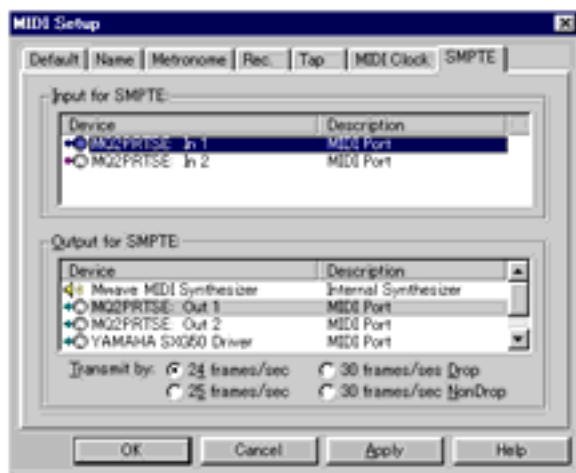 MIDI Setup
Default Name Metronome Rec. Tap MIDI Clock SMPTE
Input for SMPTE:
Device Description
MQ2PRTSE: In 1 MIDI Port
MQ2PRTSE: In 2 MIDI Port
Output for SMPTE:
Device Description
Mwave MIDI Synthesizer Internal Synthesizer
MQ2PRTSE: Out 1 MIDI Port
MQ2PRTSE: Out 2 MIDI Port
YAMAHA SXG50 Driver MIDI Port
Transmit by: 24 frames/sec 30 frames/ses Drop
25 frames/sec 30 frames/sec NonDrop
OK Cancel Apply Help